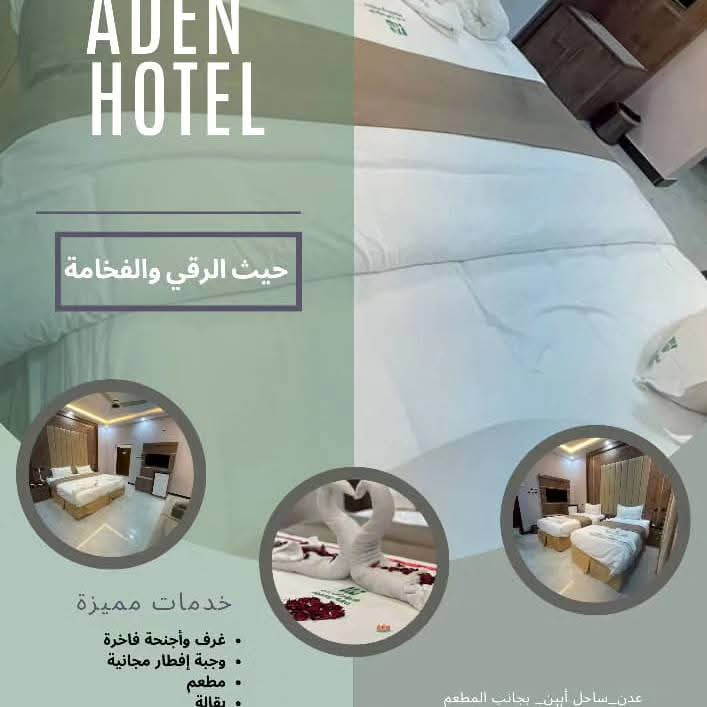 ADEN
HOTEL
حيث الرقي والفخامة
خدمات مميزة
• غرف وأجنحة فاخرة
• وجبة إفطار مجانية
• مطعم
• بقالة
عدن_ساحل أبين_ بجانب المطعم